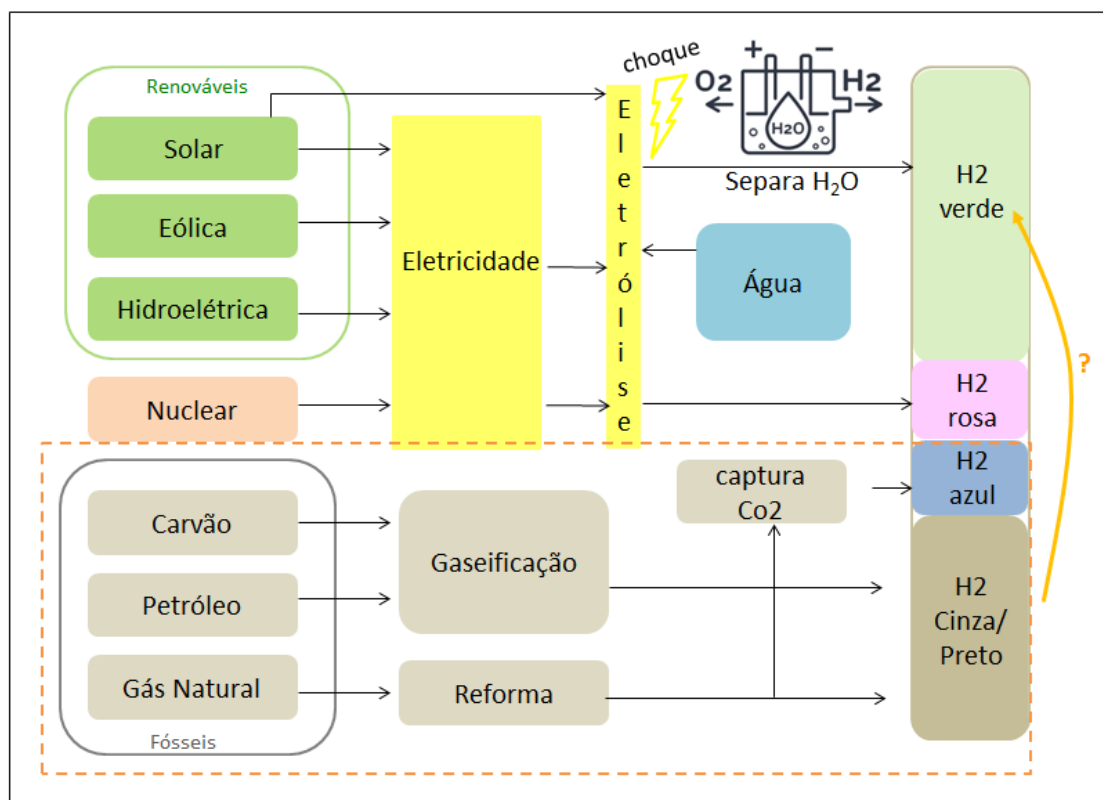 Renováveis
Solar
Eólica
Hidroelétrica
Nuclear
Eletricidade
E
l
e
t
r
ó
l
i
s
e
choque
+ −
O2
H2
H2O
Separa H₂O
Água
H2
verde
?
H2
rosa
H2
azul
H2
Cinza/
Preto
captura
Co2
Carvão
Petróleo
Gás Natural
Fósseis
Gaseificação
Reforma